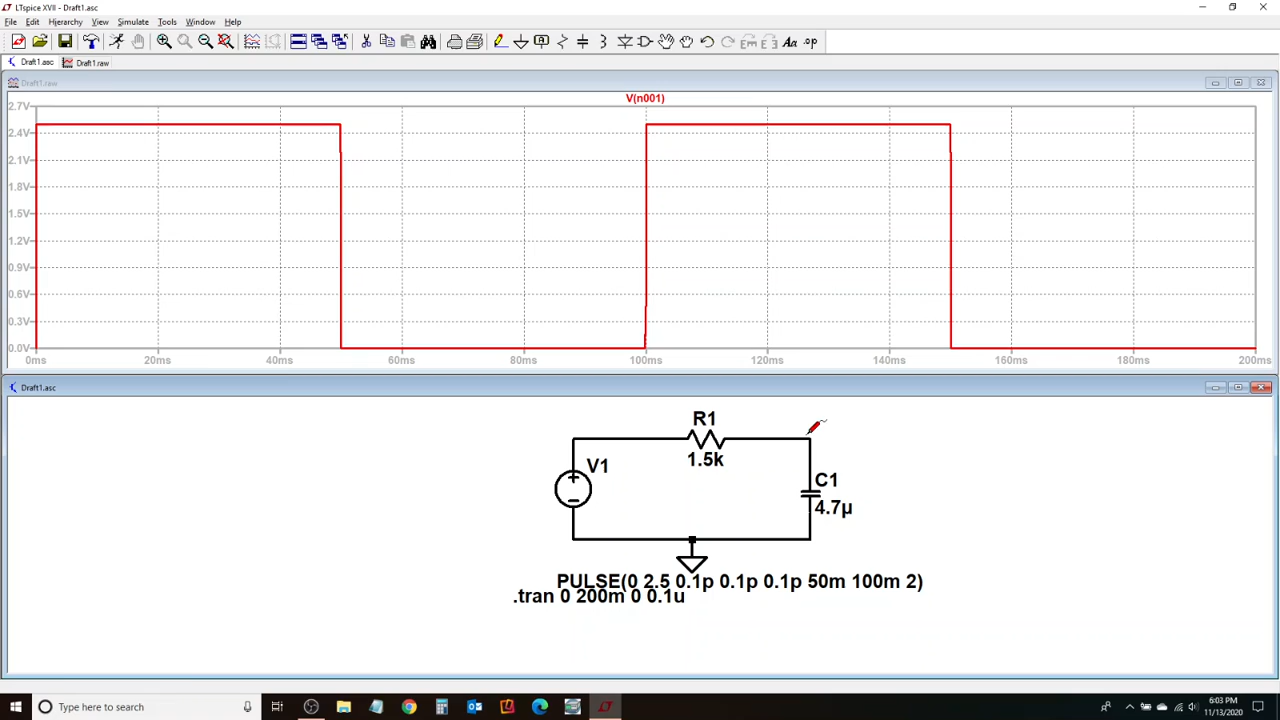 LTspice XVII - Draft1.asc
File Edit Hierarchy View Simulate Tools Window Help
Draft1.asc Draft1.raw
Draft1.raw
V(n001)
2.7V
2.4V
2.1V
1.8V
1.5V
1.2V
0.9V
0.6V
0.3V
0.0V
0ms 20ms 40ms 60ms 80ms 100ms 120ms 140ms 160ms 180ms 200ms
Draft1.asc
R1
1.5k
V1
C1
4.7µ
PULSE(0 2.5 0.1p 0.1p 0.1p 50m 100m 2)
.tran 0 200m 0 0.1u
Type here to search
6:03 PM
11/13/2020